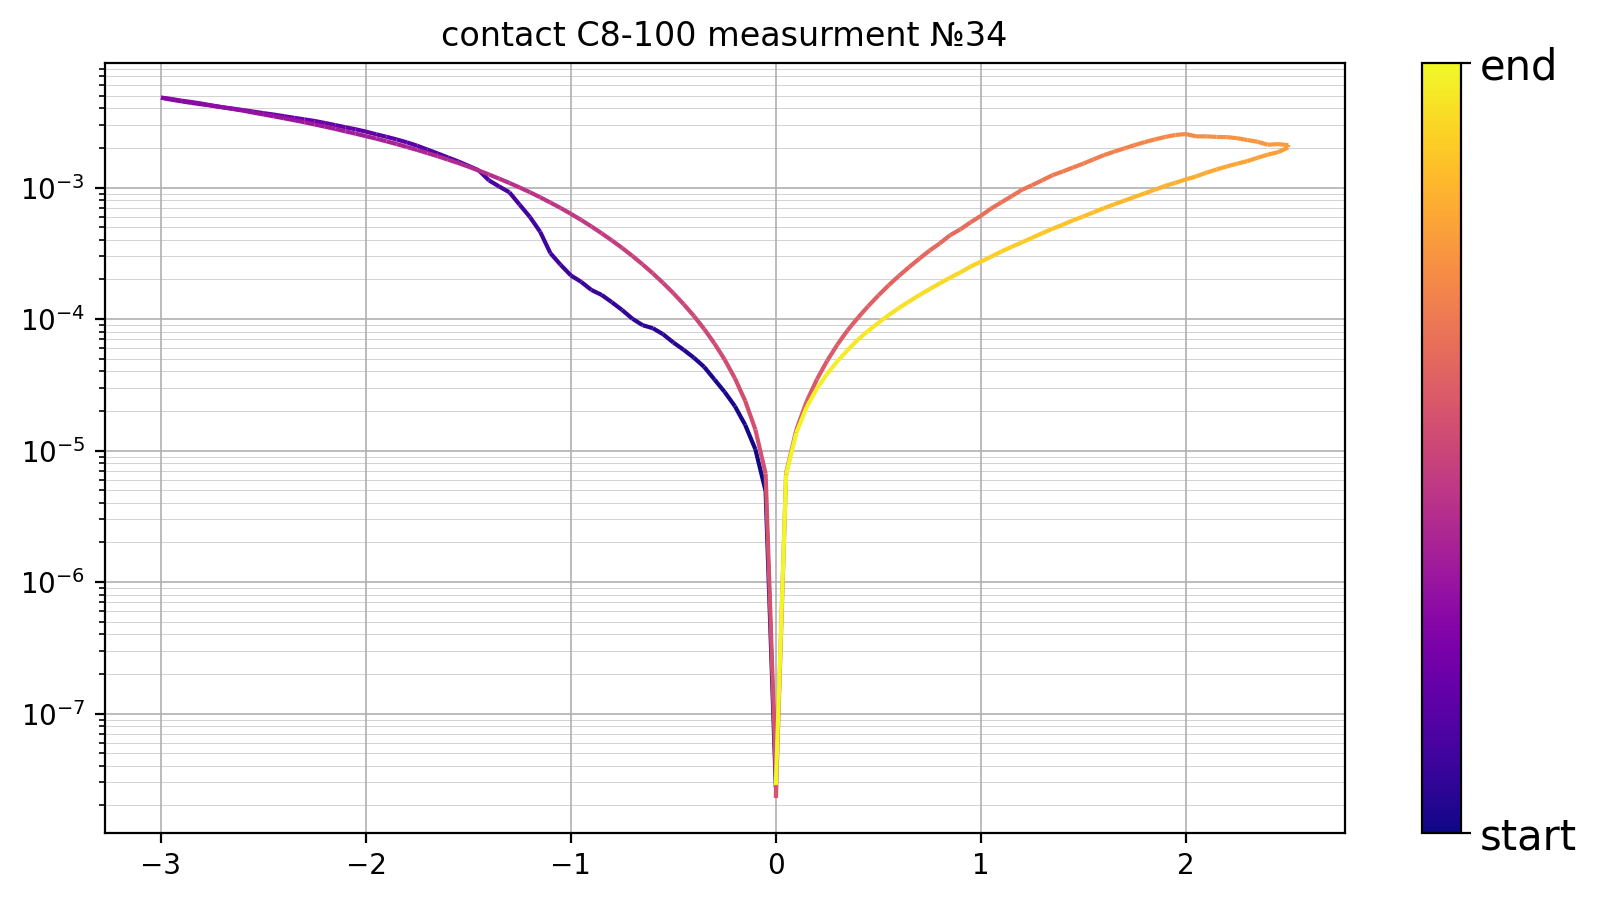 contact C8-100 measurment №34
end
10⁻³
10⁻⁴
10⁻⁵
10⁻⁶
10⁻⁷
start
−3 −2 −1 0 1 2